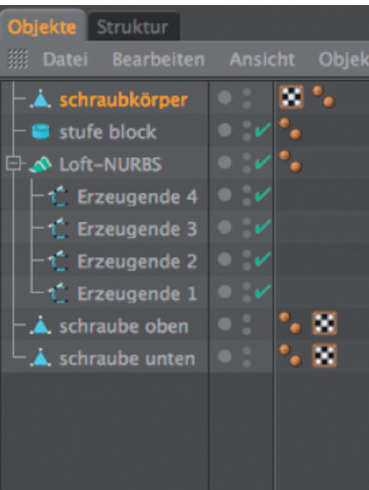 Objekte Struktur
Datei Bearbeiten Ansicht Objek
schraubkörper
stufe block
Loft-NURBS
Erzeugende 4
Erzeugende 3
Erzeugende 2
Erzeugende 1
schraube oben
schraube unten